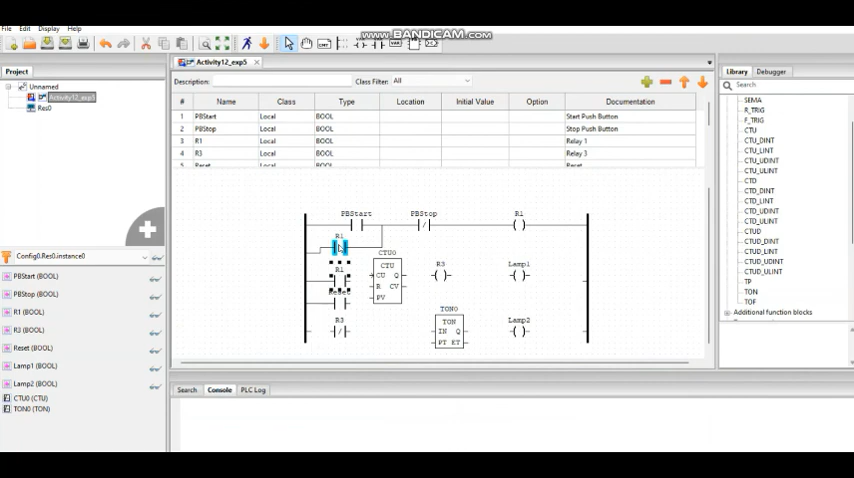 File Edit Display Help
www.BANDICAM.com
Project
Unnamed
Activity12_exp5
Res0
Activity12_exp5
Description:
Class Filter: All
# Name Class Type Location Initial Value Option Documentation
1 PBStart Local BOOL Start Push Button
2 PBStop Local BOOL Stop Push Button
3 R1 Local BOOL Relay 1
4 R3 Local BOOL Relay 3
5 Reset Local BOOL Reset
PBStart PBStop R1
R1
CTU0
R1 CTU R3 Lamp1
CU Q
Reset R CV
PV
TON0
R3 TON Lamp2
IN Q
PT ET
Config0.Res0.instance0
PBStart (BOOL)
PBStop (BOOL)
R1 (BOOL)
R3 (BOOL)
Reset (BOOL)
Lamp1 (BOOL)
Lamp2 (BOOL)
CTU0 (CTU)
TON0 (TON)
Search Console PLC Log
Library Debugger
Search
SEMA
R_TRIG
F_TRIG
CTU
CTU_DINT
CTU_LINT
CTU_UDINT
CTU_ULINT
CTD
CTD_DINT
CTD_LINT
CTD_UDINT
CTD_ULINT
CTUD
CTUD_DINT
CTUD_LINT
CTUD_UDINT
CTUD_ULINT
TP
TON
TOF
Additional function blocks